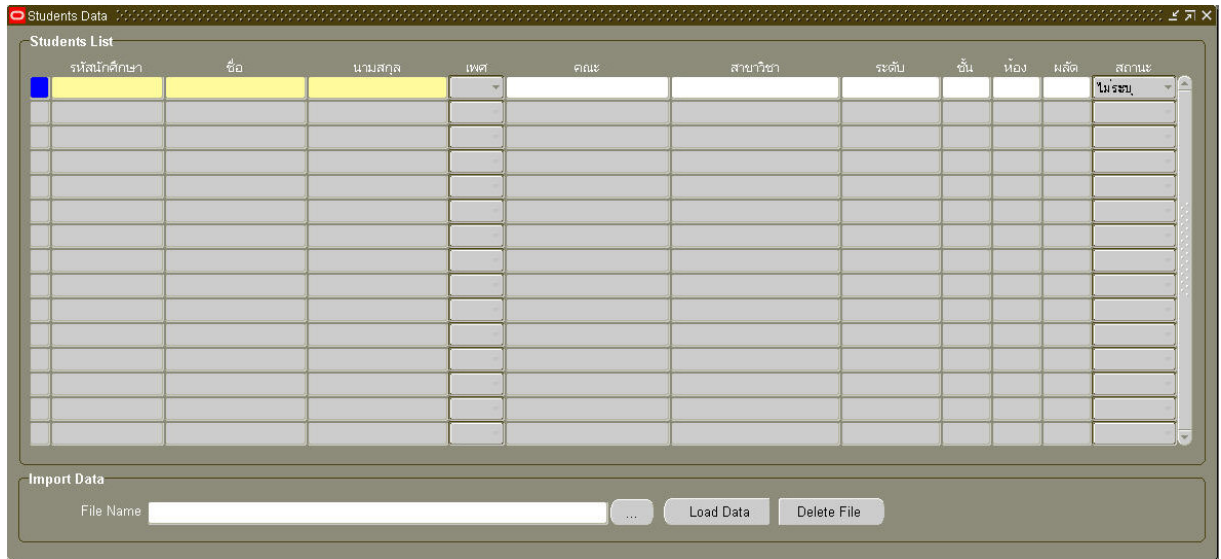 Students Data
Students List
รหัสนักศึกษา ชื่อ นามสกุล เพศ คณะ สาขาวิชา ระดับ ชั้น ห้อง ผลัด สถานะ
ไม่ระบุ
Import Data
File Name ... Load Data Delete File